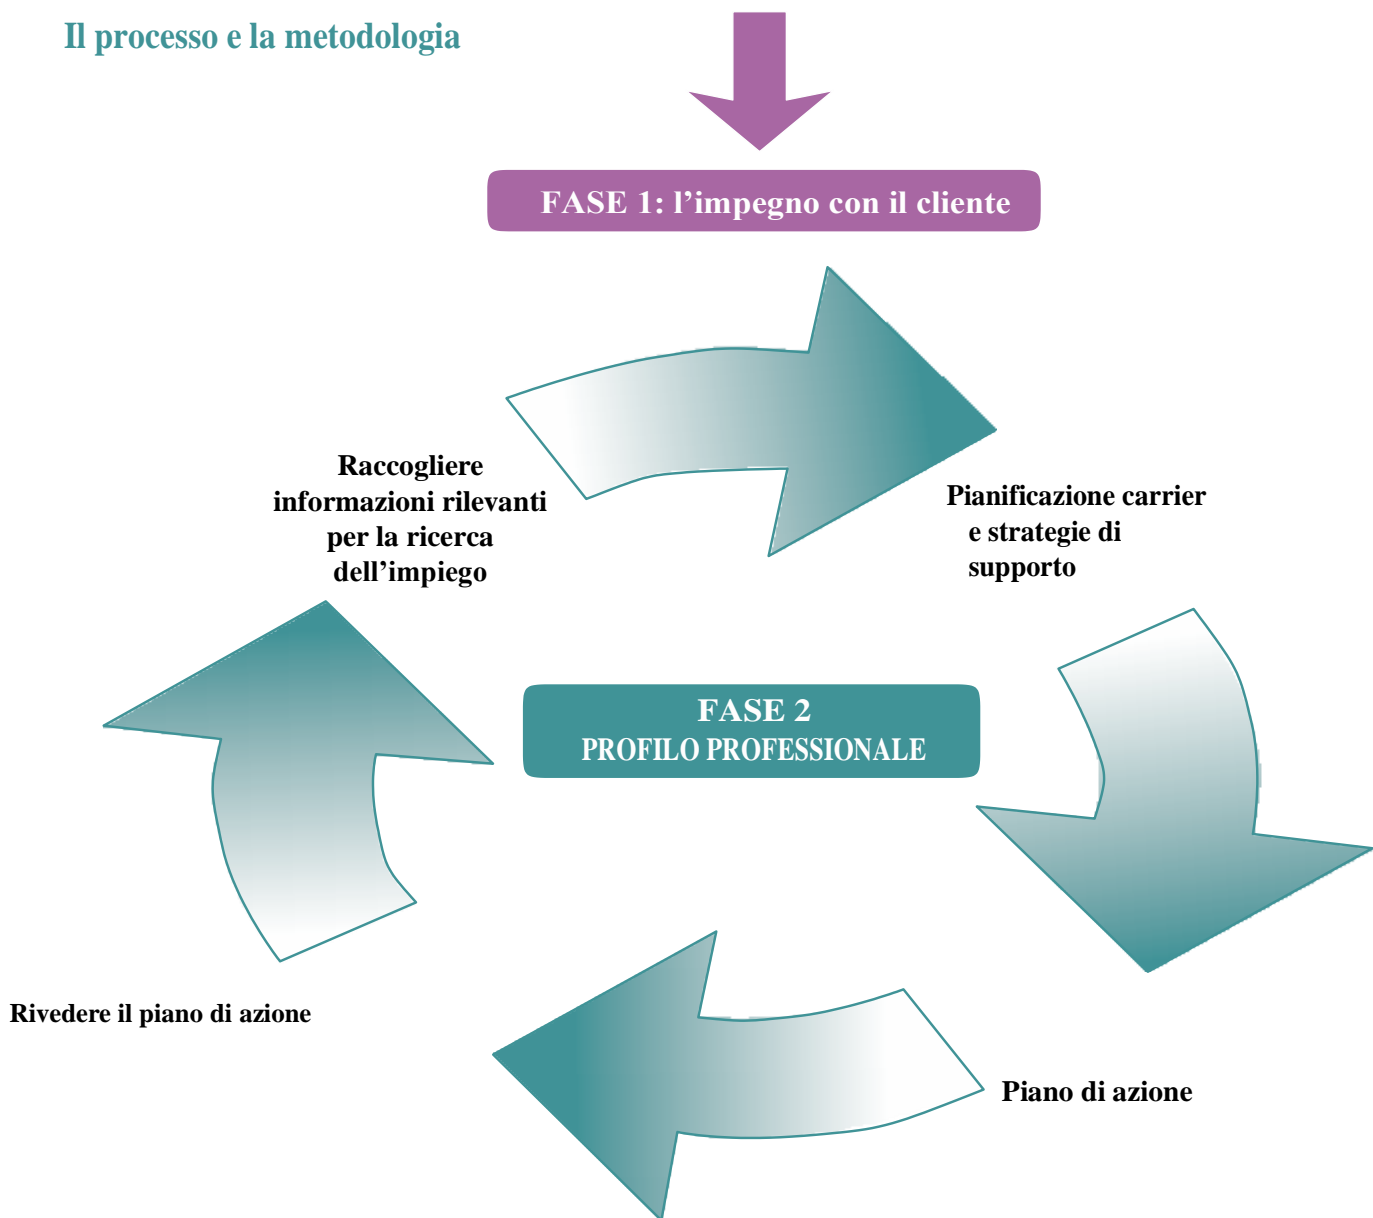 Il processo e la metodologia
FASE 1: l’impegno con il cliente
Raccogliere
informazioni rilevanti
per la ricerca
dell’impiego
Pianificazione carrier
e strategie di
supporto
FASE 2
PROFILO PROFESSIONALE
Rivedere il piano di azione
Piano di azione